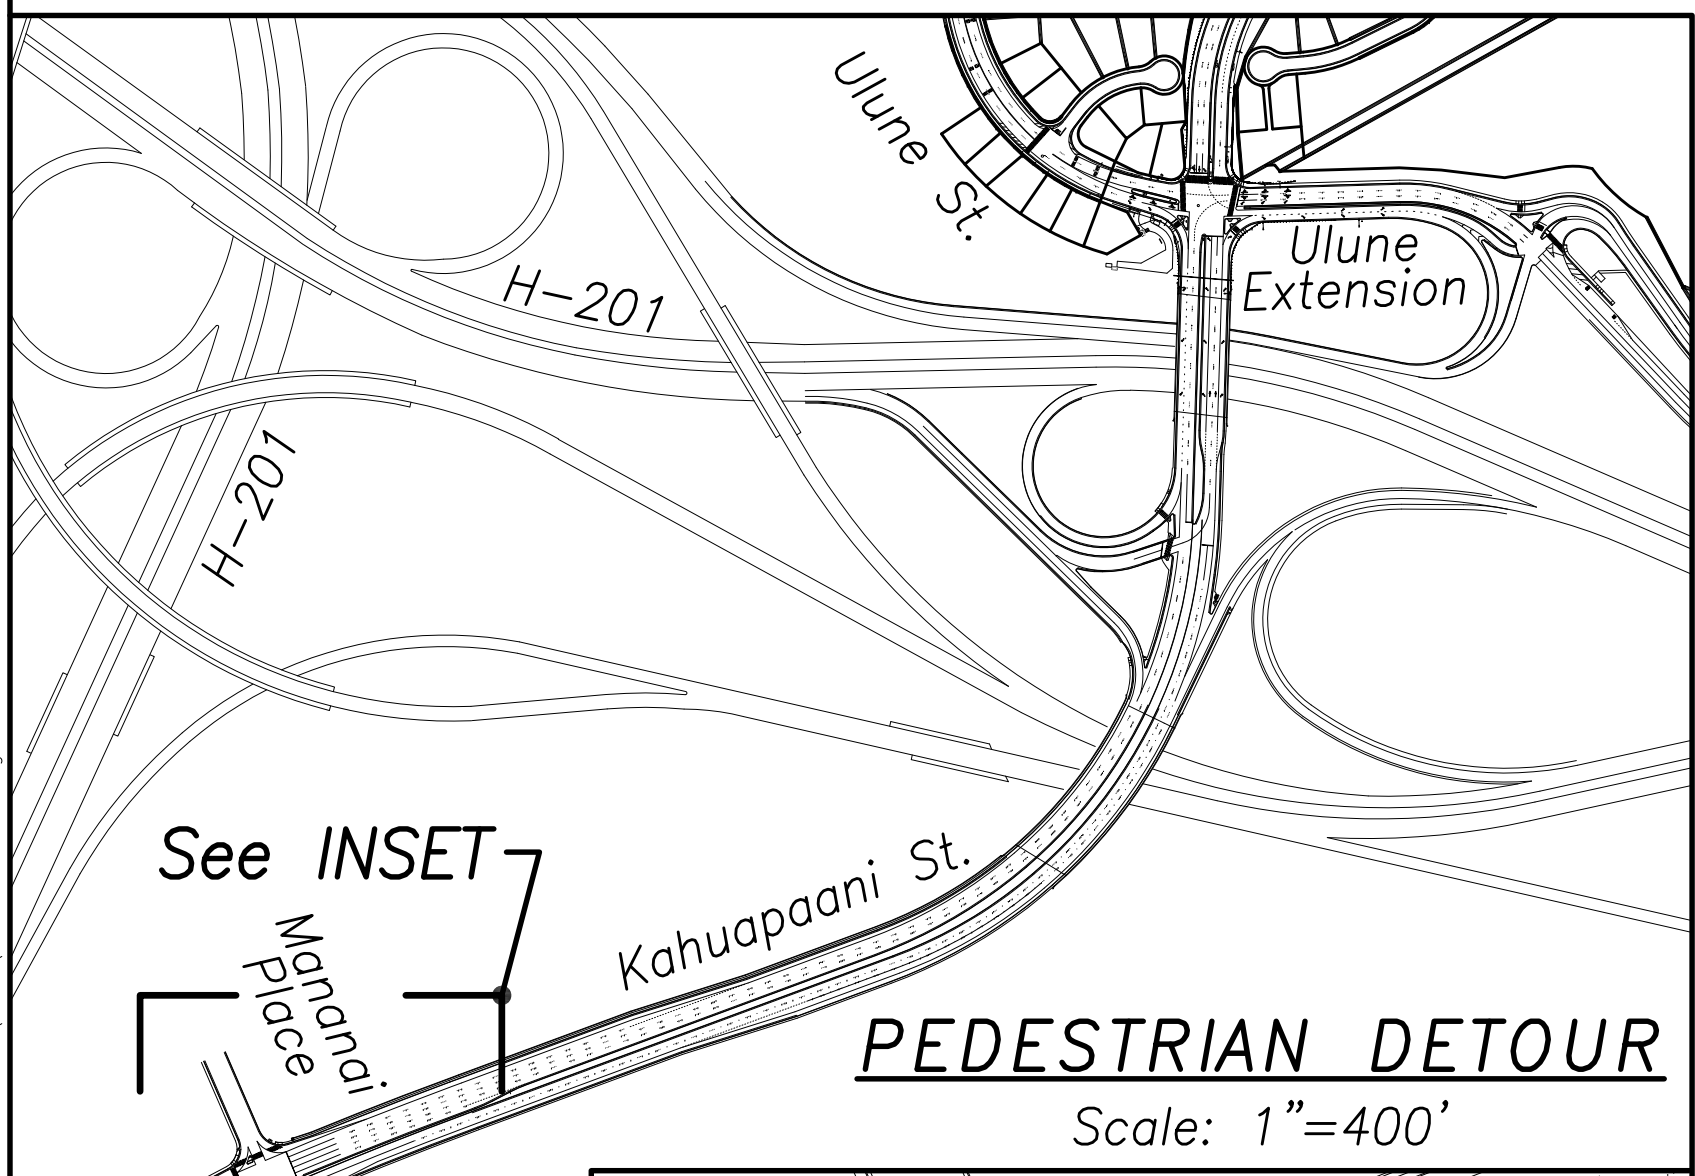 Ulune St.
Ulune
Extension
H-201
H-201
See INSET
Mananai
Place
Kahuapaani St.
PEDESTRIAN DETOUR
Scale: 1”=400’